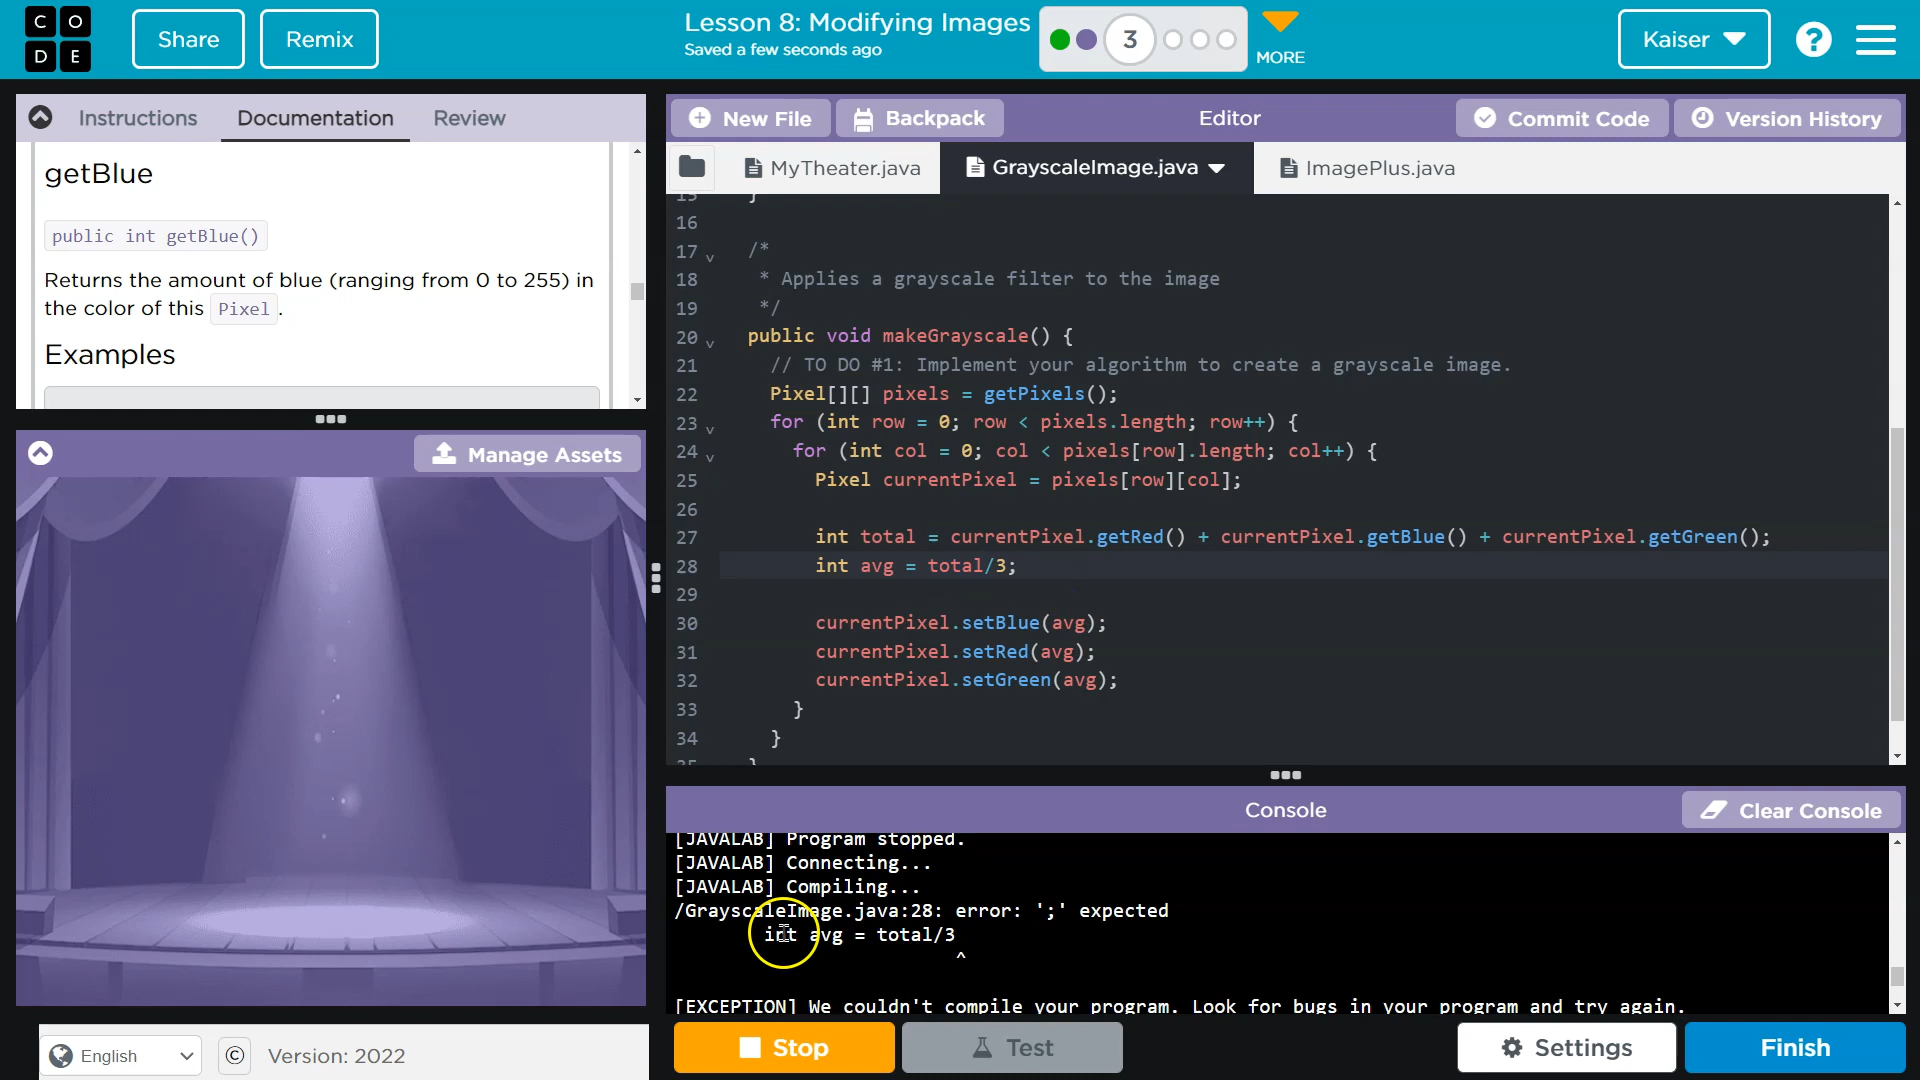 C O
D E
Share
Remix
Lesson 8: Modifying Images
Saved a few seconds ago
3
MORE
Kaiser
?
Instructions
Documentation
Review
getBlue
public int getBlue()
Returns the amount of blue (ranging from 0 to 255) in
the color of this Pixel.
Examples
Manage Assets
New File
Backpack
Editor
Commit Code
Version History
MyTheater.java
GrayscaleImage.java
ImagePlus.java
15 }
16
17 /*
18 * Applies a grayscale filter to the image
19 */
20 public void makeGrayscale() {
21 // TO DO #1: Implement your algorithm to create a grayscale image.
22 Pixel[][] pixels = getPixels();
23 for (int row = 0; row < pixels.length; row++) {
24 for (int col = 0; col < pixels[row].length; col++) {
25 Pixel currentPixel = pixels[row][col];
26
27 int total = currentPixel.getRed() + currentPixel.getBlue() + currentPixel.getGreen();
28 int avg = total/3;
29
30 currentPixel.setBlue(avg);
31 currentPixel.setRed(avg);
32 currentPixel.setGreen(avg);
33 }
34 }
35 }
Console
Clear Console
[JAVALAB] Program stopped.
[JAVALAB] Connecting...
[JAVALAB] Compiling...
/GrayscaleImage.java:28: error: ';' expected
int avg = total/3
^
[EXCEPTION] We couldn't compile your program. Look for bugs in your program and try again.
English
©
Version: 2022
Stop
Test
Settings
Finish